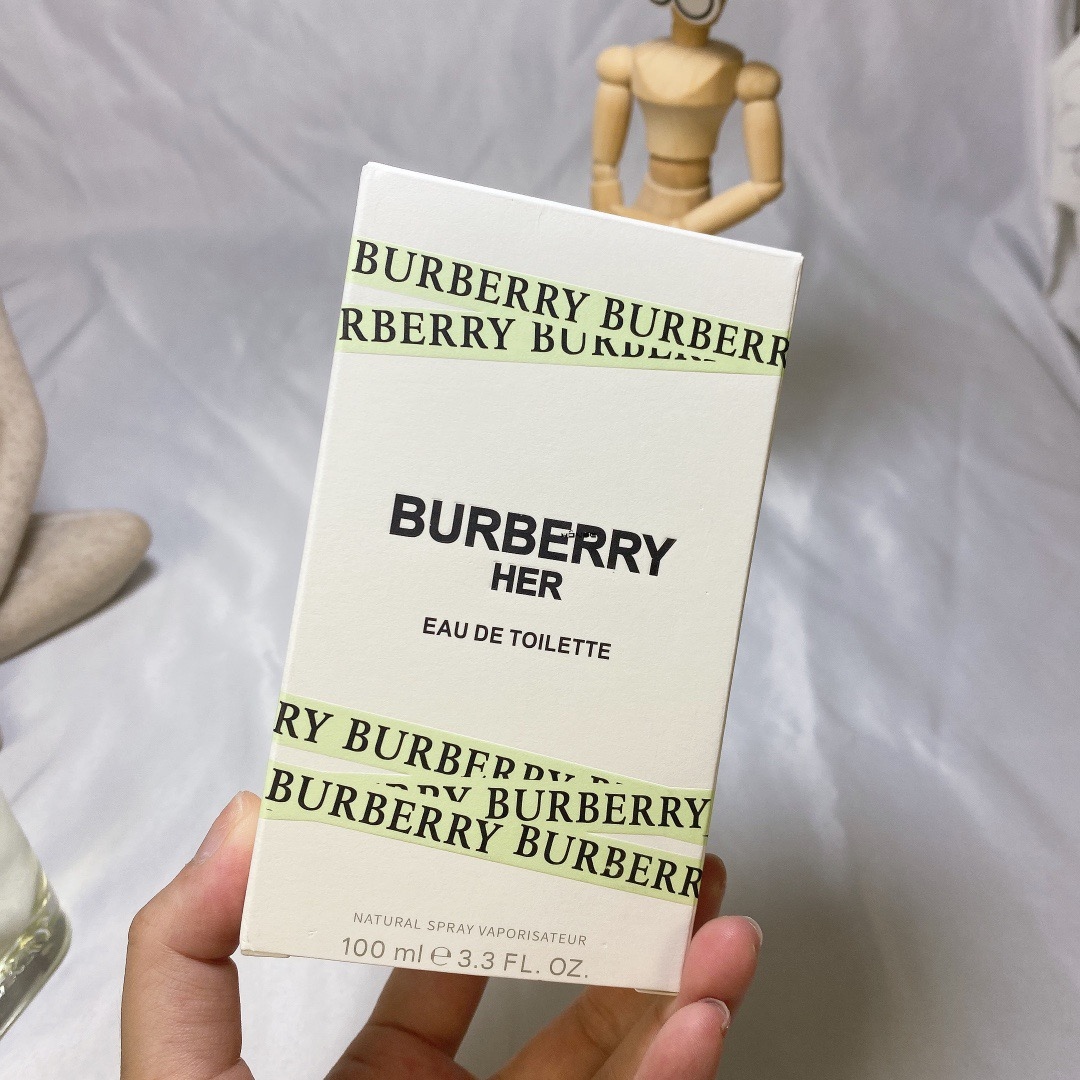 BURBERRY BURBERR
RBERRY BURBERR
BURBERRY
HER
EAU DE TOILETTE
RY BURBERRY
BURBERRY
BURBERRY BURBERR
NATURAL SPRAY VAPORISATEUR
100 ml ℮ 3.3 FL. OZ.